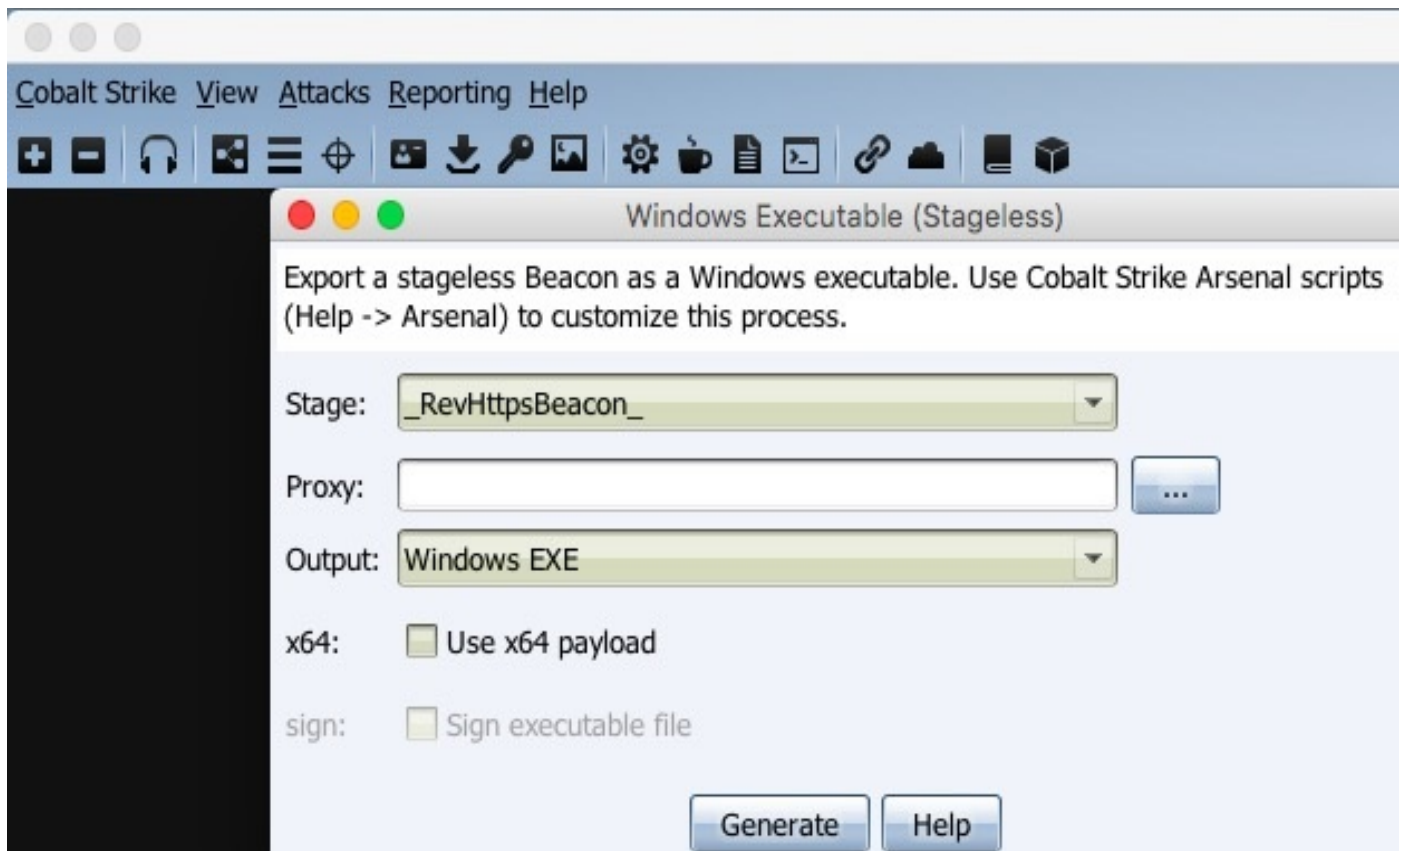 Cobalt Strike View Attacks Reporting Help
Windows Executable (Stageless)
Export a stageless Beacon as a Windows executable. Use Cobalt Strike Arsenal scripts
(Help -> Arsenal) to customize this process.
Stage: _RevHttpsBeacon_
Proxy: ...
Output: Windows EXE
x64: Use x64 payload
sign: Sign executable file
Generate Help